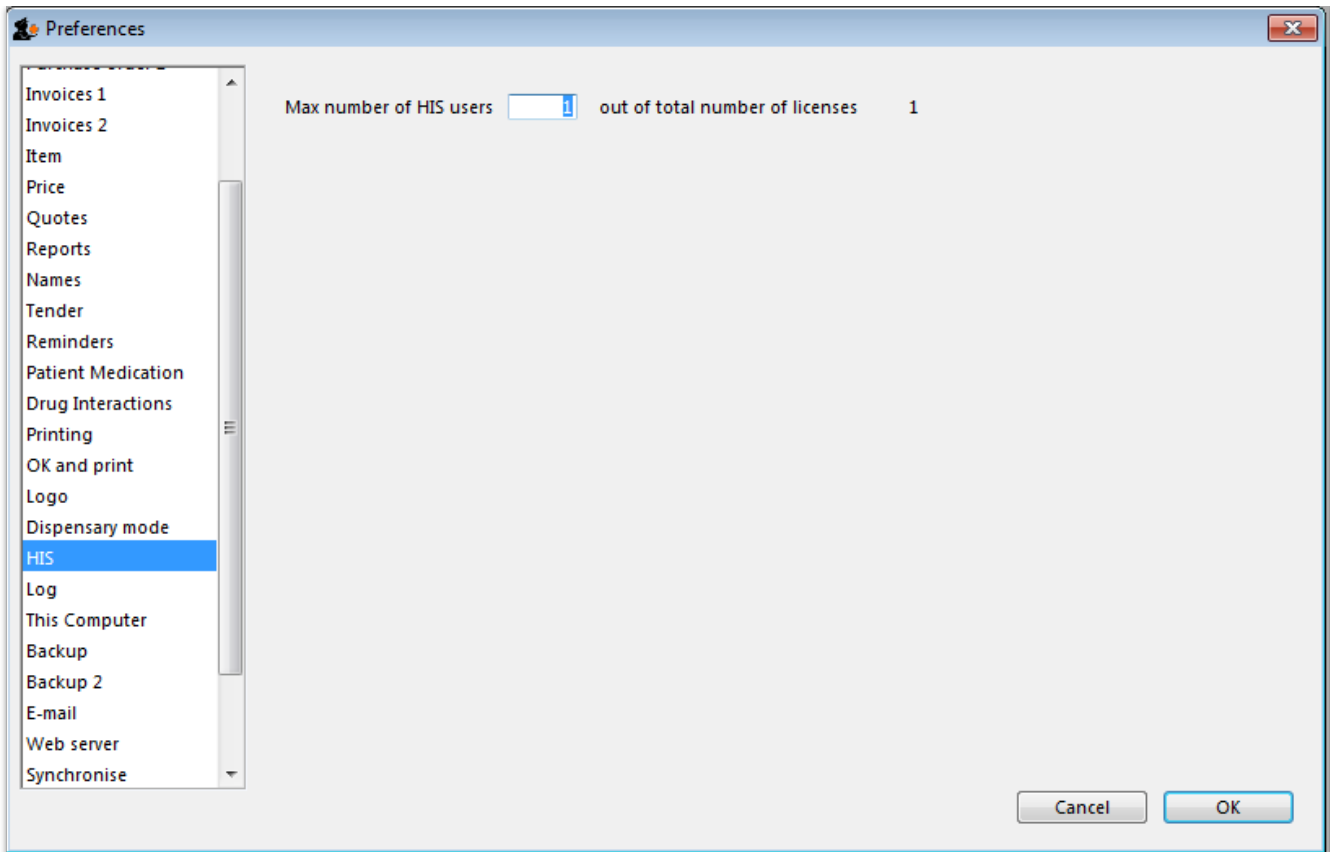 Preferences
Invoices 1
Invoices 2
Item
Price
Quotes
Reports
Names
Tender
Reminders
Patient Medication
Drug Interactions
Printing
OK and print
Logo
Dispensary mode
HIS
Log
This Computer
Backup
Backup 2
E-mail
Web server
Synchronise
Max number of HIS users 1 out of total number of licenses 1
Cancel OK